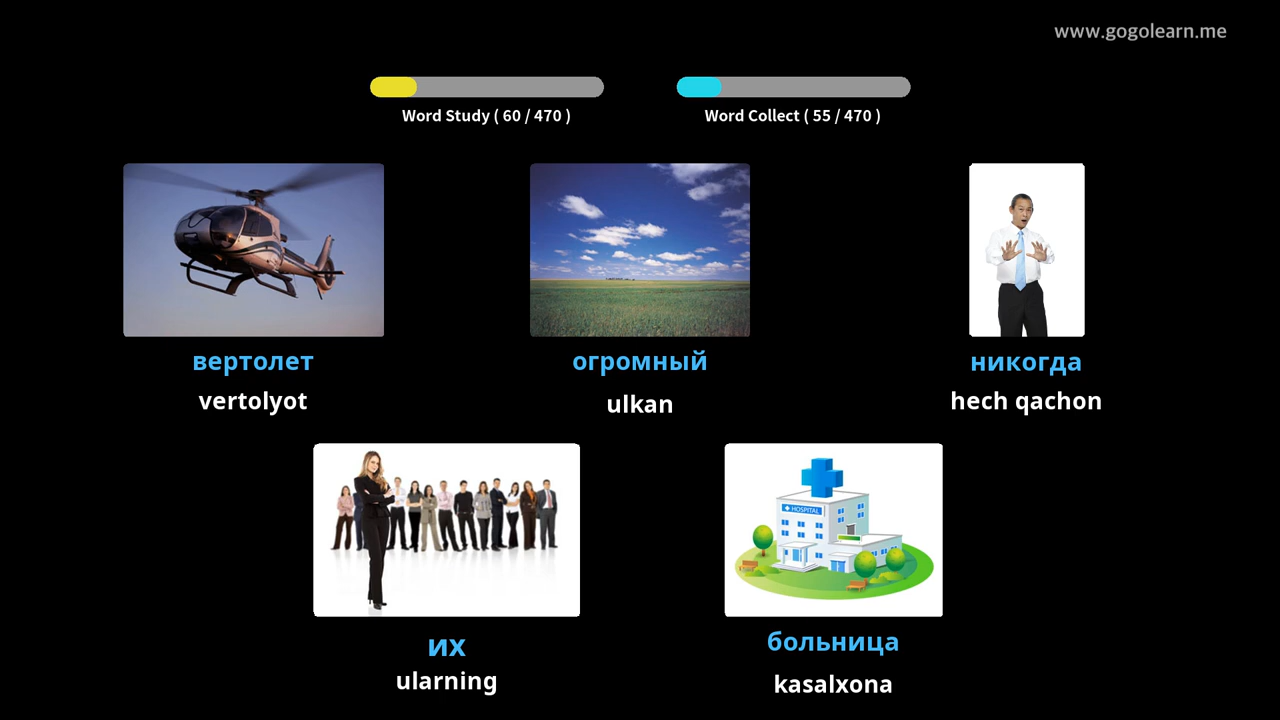 www.gogolearn.me
Word Study ( 60 / 470 )
Word Collect ( 55 / 470 )
вертолет
vertolyot
огромный
ulkan
никогда
hech qachon
HOSPITAL
их
ularning
больница
kasalxona